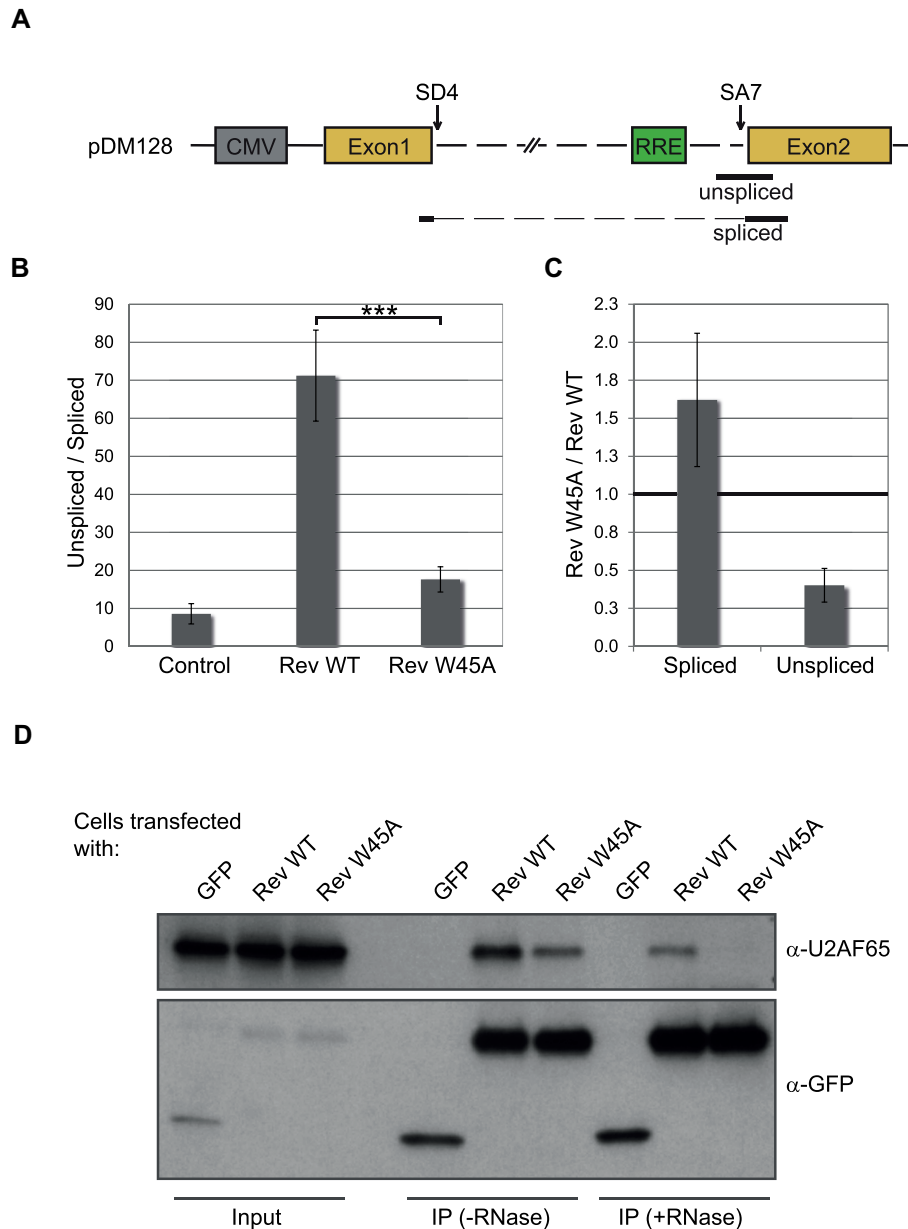 A
SD4 SA7
pDM128 CMV Exon1 RRE Exon2
unspliced
spliced
B
Unspliced / Spliced
90
80
70
60
50
40
30
20
10
0
***
Control Rev WT Rev W45A
C
Rev W45A / Rev WT
2.3
2.0
1.8
1.5
1.3
1.0
0.8
0.5
0.3
0.0
Spliced Unspliced
D
Cells transfected
with:
GFP Rev WT Rev W45A GFP Rev WT Rev W45A GFP Rev WT Rev W45A
α-U2AF65
α-GFP
Input IP (-RNase) IP (+RNase)